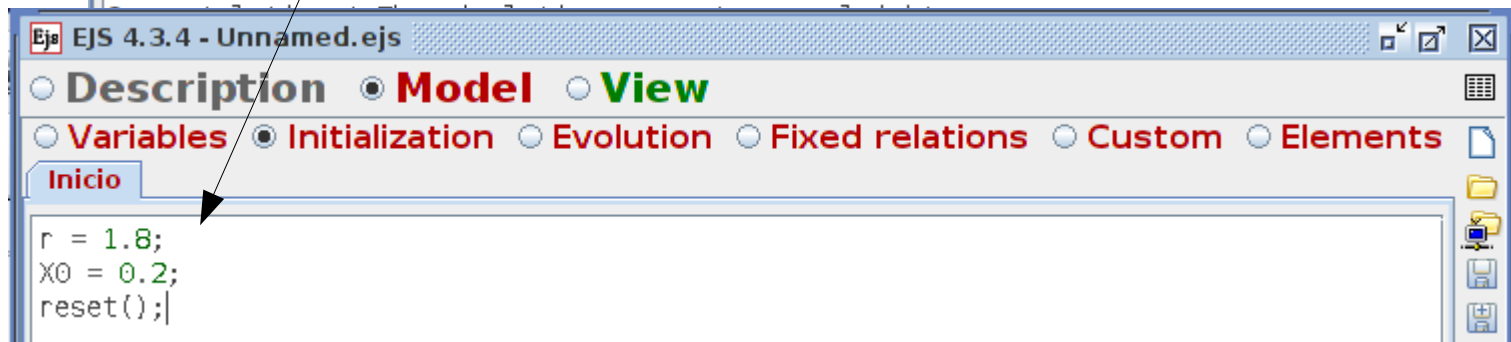 Ejs EJS 4.3.4 - Unnamed.ejs
Description Model View
Variables Initialization Evolution Fixed relations Custom Elements
Inicio
r = 1.8;
X0 = 0.2;
reset();